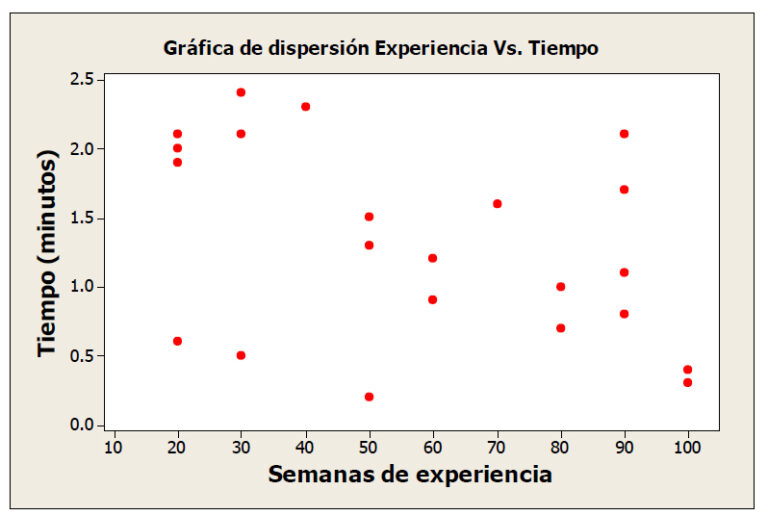 Gráfica de dispersión Experiencia Vs. Tiempo
2.5
2.0
1.5
1.0
0.5
0.0
Tiempo (minutos)
10 20 30 40 50 60 70 80 90 100
Semanas de experiencia